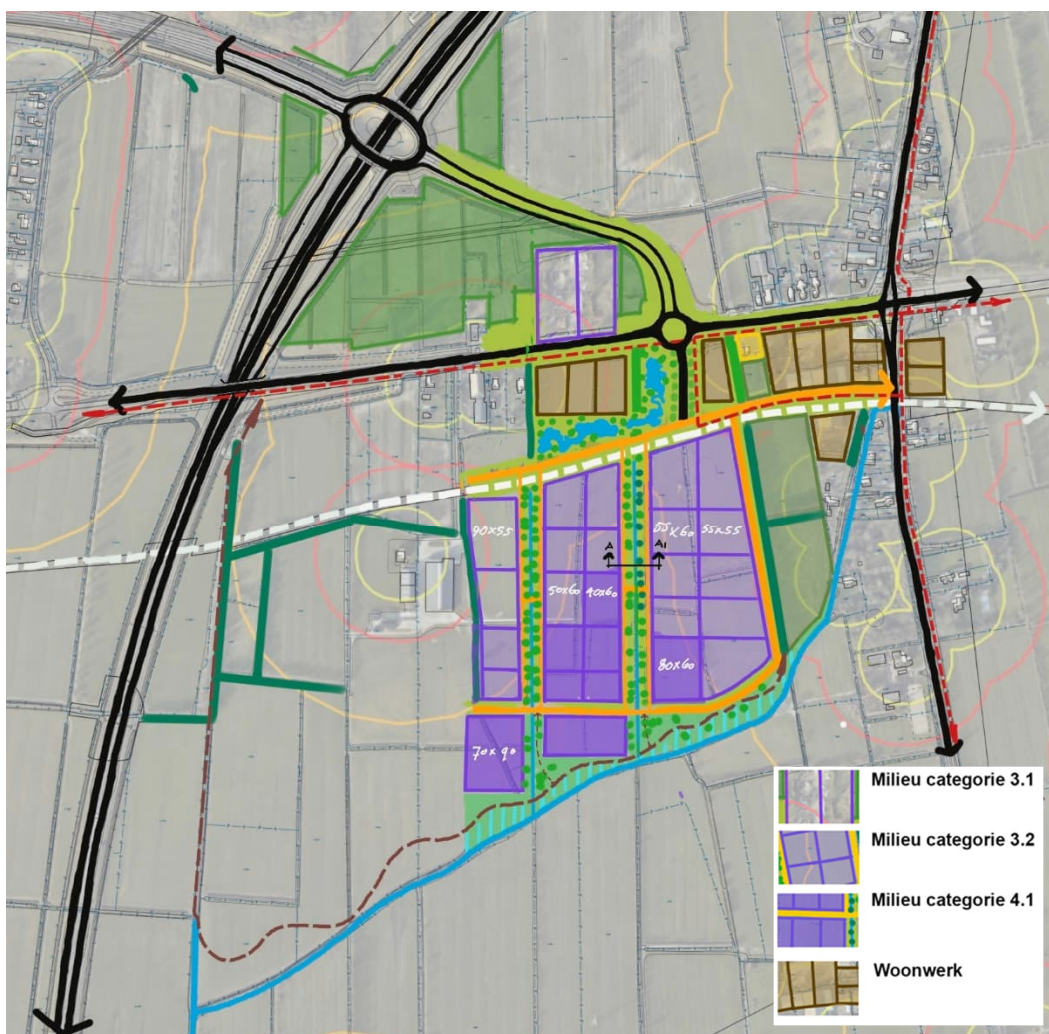 90x55
65x60
55x55
A
A1
50x60
40x60
80x60
70x90
Milieu categorie 3.1
Milieu categorie 3.2
Milieu categorie 4.1
Woonwerk